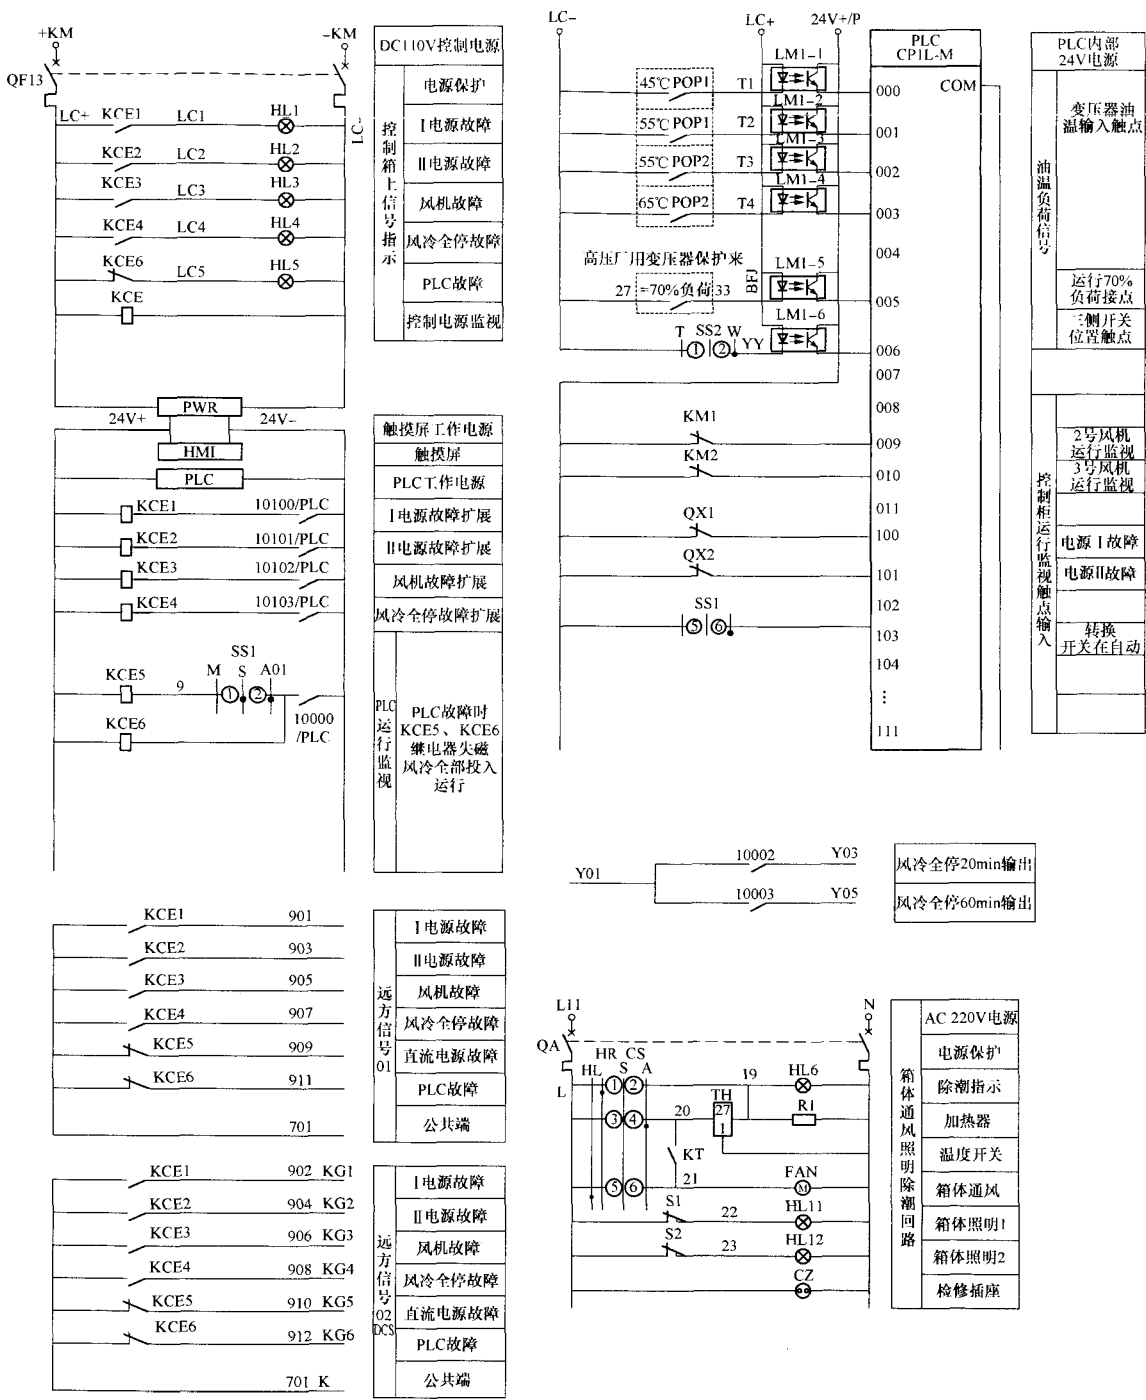 +KM
-KM
QF13
LC+ KCE1 LC1 HL1
LC-
KCE2 LC2 HL2
KCE3 LC3 HL3
KCE4 LC4 HL4
KCE6 LC5 HL5
KCE
DC110V控制电源
控制箱上信号指示
电源保护
Ⅰ电源故障
Ⅱ电源故障
风机故障
风冷全停故障
PLC故障
控制电源监视
PWR
24V+ 24V-
HMI
PLC
KCE1 10100/PLC
KCE2 10101/PLC
KCE3 10102/PLC
KCE4 10103/PLC
SS1
KCE5 9 M S A01
① ②
10000
/PLC
KCE6
触摸屏工作电源
触摸屏
PLC工作电源
Ⅰ电源故障扩展
Ⅱ电源故障扩展
风机故障扩展
风冷全停故障扩展
PLC运行监视
PLC故障时
KCE5、KCE6
继电器失磁
风冷全部投入
运行
KCE1 901
KCE2 903
KCE3 905
KCE4 907
KCE5 909
KCE6 911
701
远方信号01
Ⅰ电源故障
Ⅱ电源故障
风机故障
风冷全停故障
直流电源故障
PLC故障
公共端
KCE1 902 KG1
KCE2 904 KG2
KCE3 906 KG3
KCE4 908 KG4
KCE5 910 KG5
KCE6 912 KG6
701 K
远方信号02DCS
Ⅰ电源故障
Ⅱ电源故障
风机故障
风冷全停故障
直流电源故障
PLC故障
公共端
LC- LC+ 24V+/P
PLC
CP1L-M
COM
LM1-1
45℃ POP1 T1 000
LM1-2
55℃ POP1 T2 001
LM1-3
55℃ POP2 T3 002
LM1-4
65℃ POP2 T4 003
004
高压厂用变压器保护来
BFJ
LM1-5
27 =70%负荷 33 005
LM1-6
T SS2 W YY 006
① ②
007
008
KM1 009
KM2 010
011
QX1 100
QX2 101
102
SS1
⑤ ⑥ 103
104
⋮
111
PLC内部
24V电源
油温负荷信号
变压器油
温输入触点
运行70%
负荷接点
三侧开关
位置触点
控制柜运行监视触点输入
2号风机
运行监视
3号风机
运行监视
电源Ⅰ故障
电源Ⅱ故障
转换
开关在自动
Y01
10002 Y03
10003 Y05
风冷全停20min输出
风冷全停60min输出
L11 N
QA
L
HR CS
HL S A
① ② 19 HL6
③ ④ 20 TH 27 1 R1
KT
⑤ ⑥ 21 FAN
M
S1 22 HL11
S2 23 HL12
CZ
箱体通风照明除潮回路
AC 220V电源
电源保护
除潮指示
加热器
温度开关
箱体通风
箱体照明1
箱体照明2
检修插座